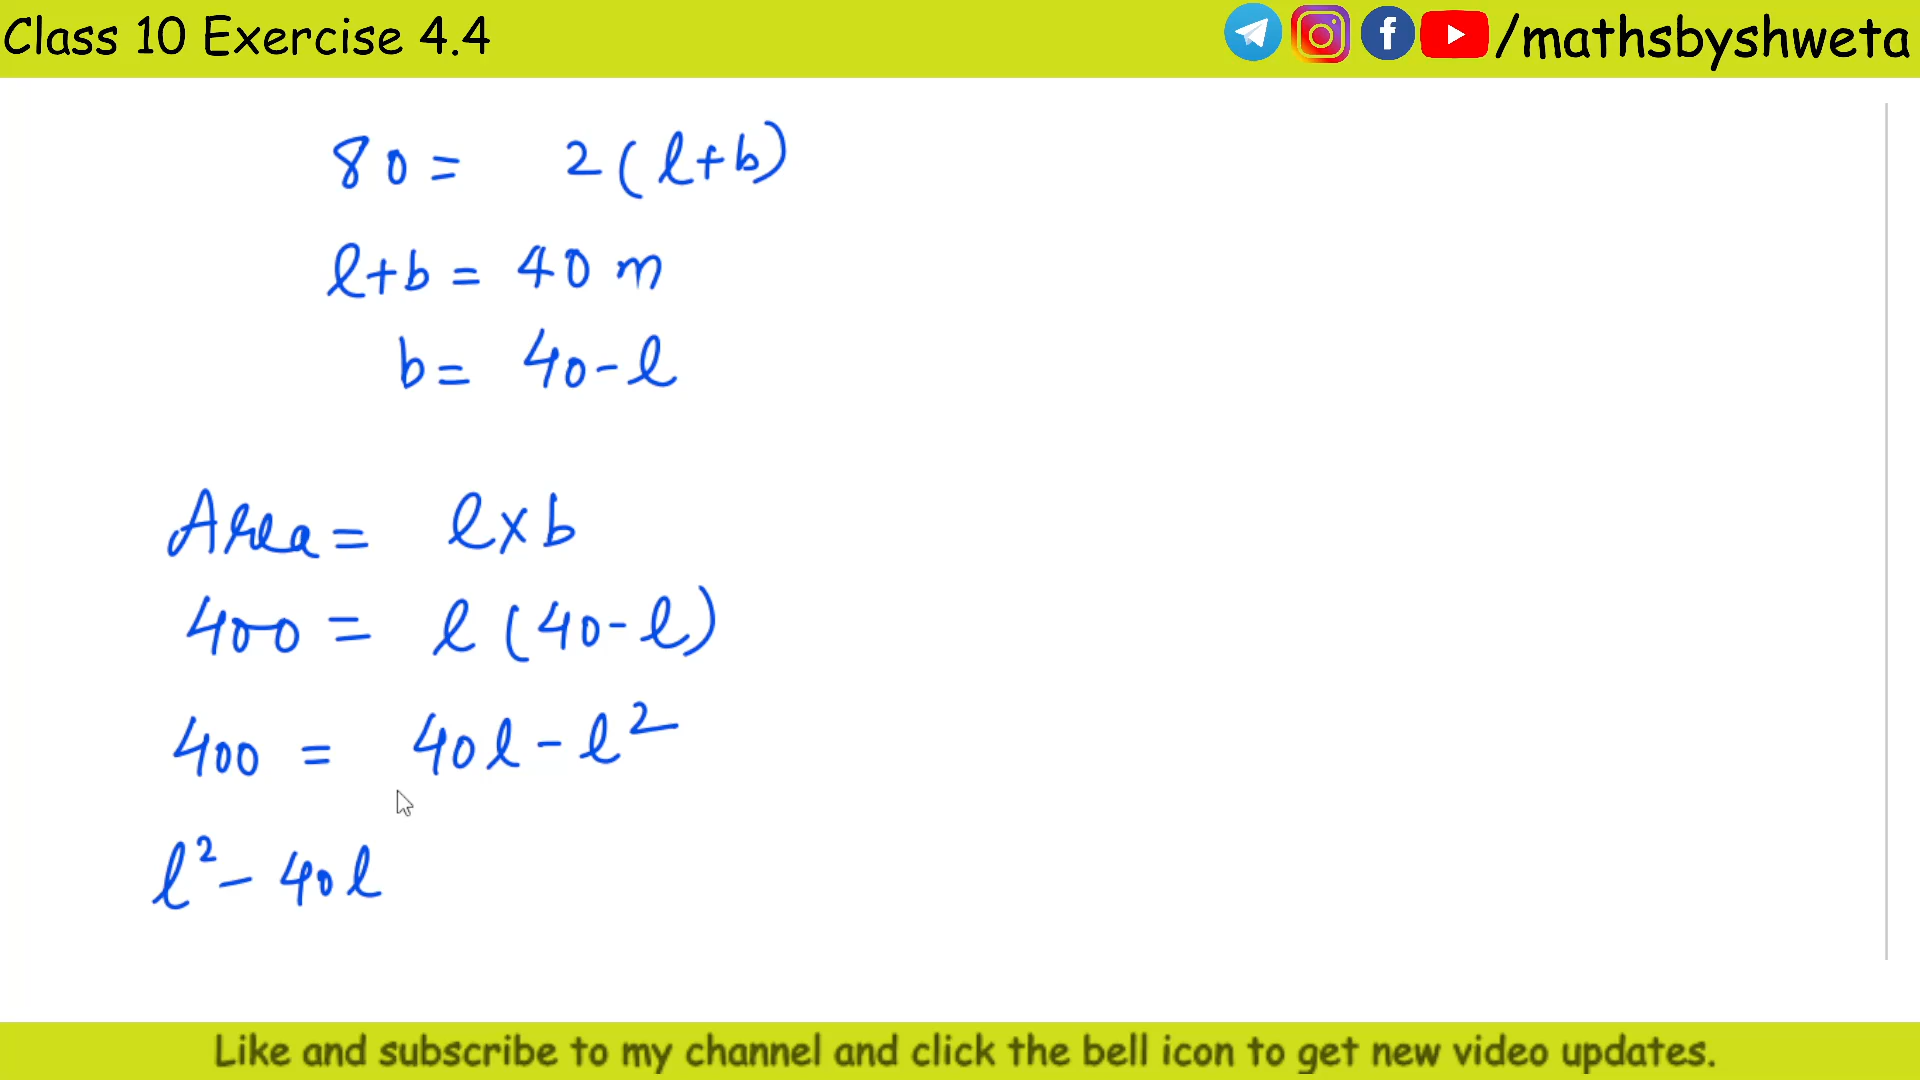 Class 10 Exercise 4.4
/mathsbyshweta
80 = 2(l+b)
l+b = 40 m
b = 40-l
Area = l×b
400 = l(40-l)
400 = 40l - l²
l² - 40l
Like and subscribe to my channel and click the bell icon to get new video updates.